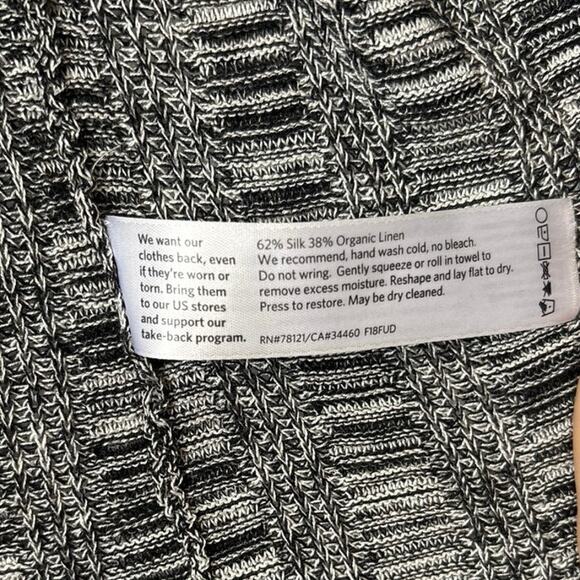 We want our
clothes back, even
if they're worn or
torn. Bring them
to our US stores
and support our
take-back program.
62% Silk 38% Organic Linen
We recommend, hand wash cold, no bleach.
Do not wring. Gently squeeze or roll in towel to
remove excess moisture. Reshape and lay flat to dry.
Press to restore. May be dry cleaned.
RN#78121/CA#34460 F18FUD